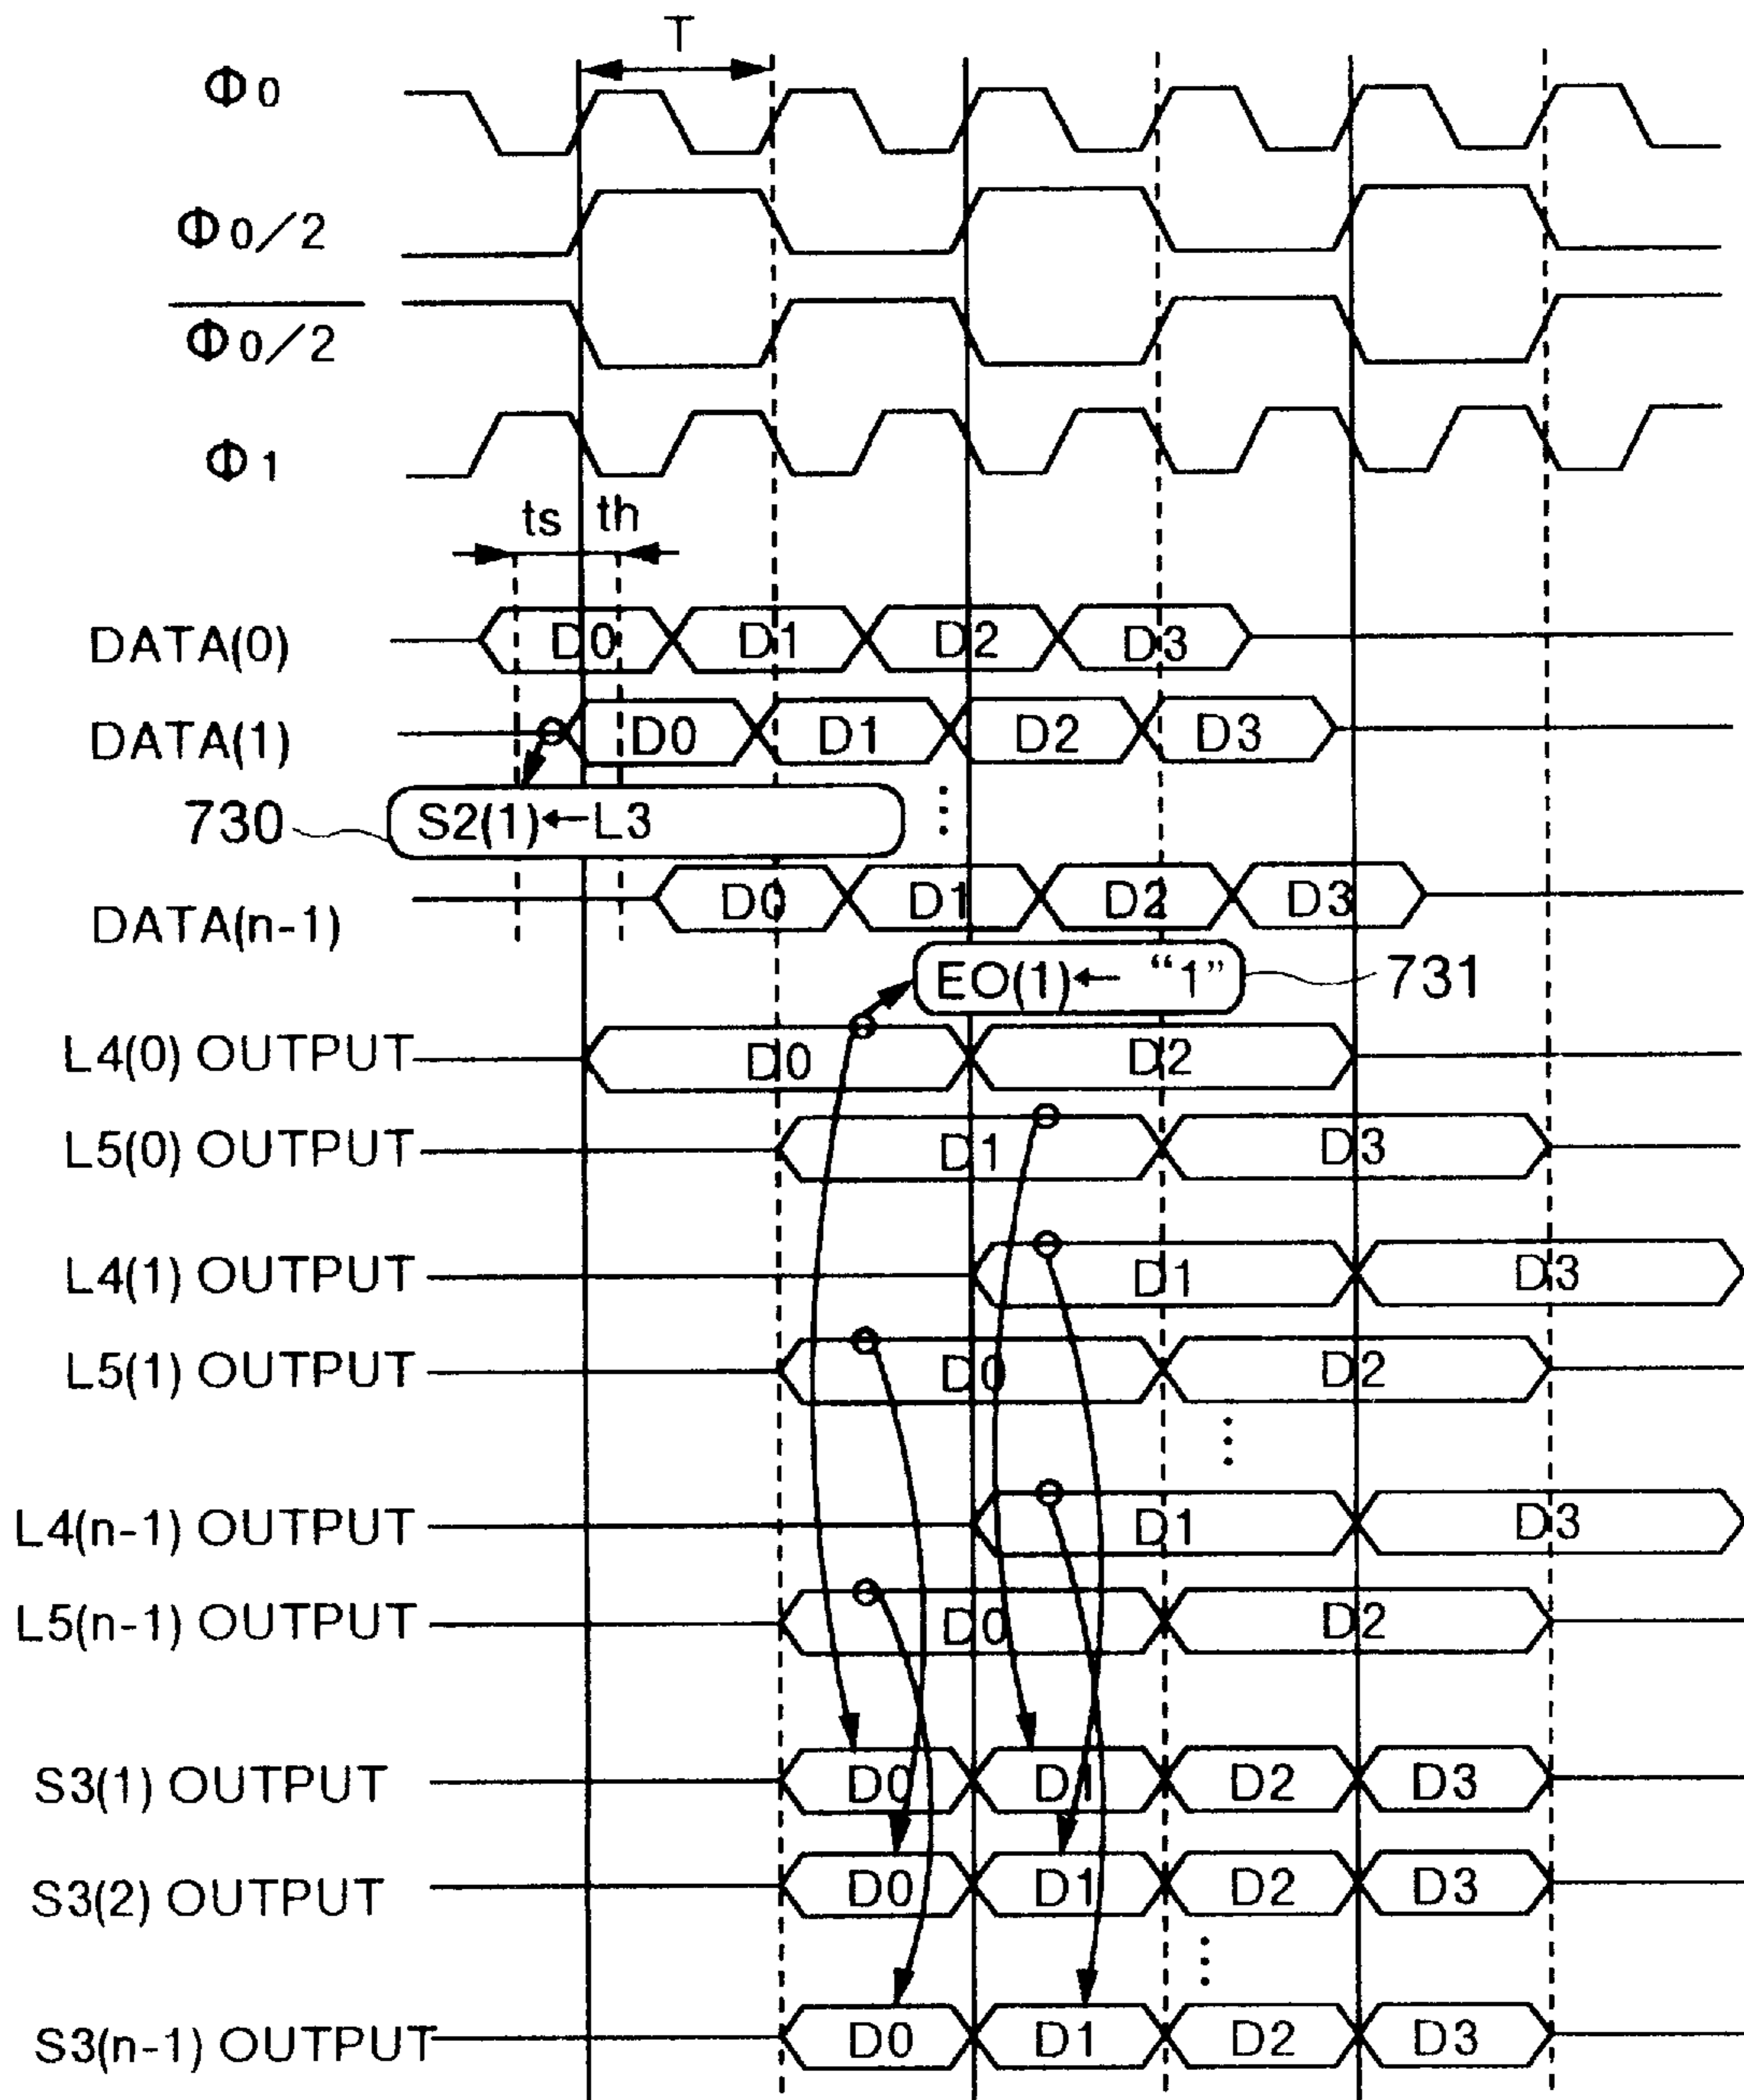 T
Φ0
Φ0/2
Φ0/2
Φ1
ts th
DATA(0) D0 D1 D2 D3
DATA(1) D0 D1 D2 D3
730 S2(1)←L3 ⋮
DATA(n-1) D0 D1 D2 D3
EO(1)← “1” 731
L4(0) OUTPUT D0 D2
L5(0) OUTPUT D1 D3
L4(1) OUTPUT D1 D3
L5(1) OUTPUT D0 D2
⋮
L4(n-1) OUTPUT D1 D3
L5(n-1) OUTPUT D0 D2
S3(1) OUTPUT D0 D1 D2 D3
S3(2) OUTPUT D0 D1 D2 D3
⋮
S3(n-1) OUTPUT D0 D1 D2 D3